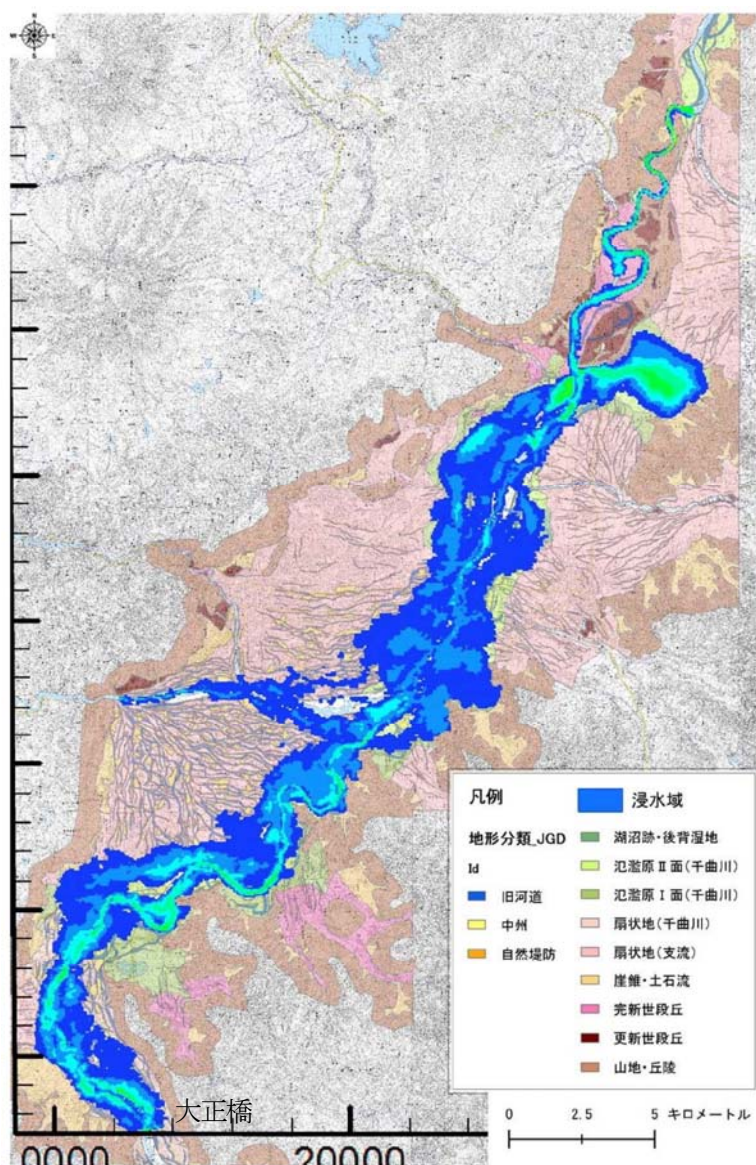 N
W
E
S
凡例
浸水域
地形分類_JGD
Id
旧河道
中州
自然堤防
湖沼跡・後背湿地
氾濫原Ⅱ面(千曲川)
氾濫原Ⅰ面(千曲川)
扇状地(千曲川)
扇状地(支流)
崖錐・土石流
完新世段丘
更新世段丘
山地・丘陵
0 2.5 5 キロメートル
大正橋
0000
20000